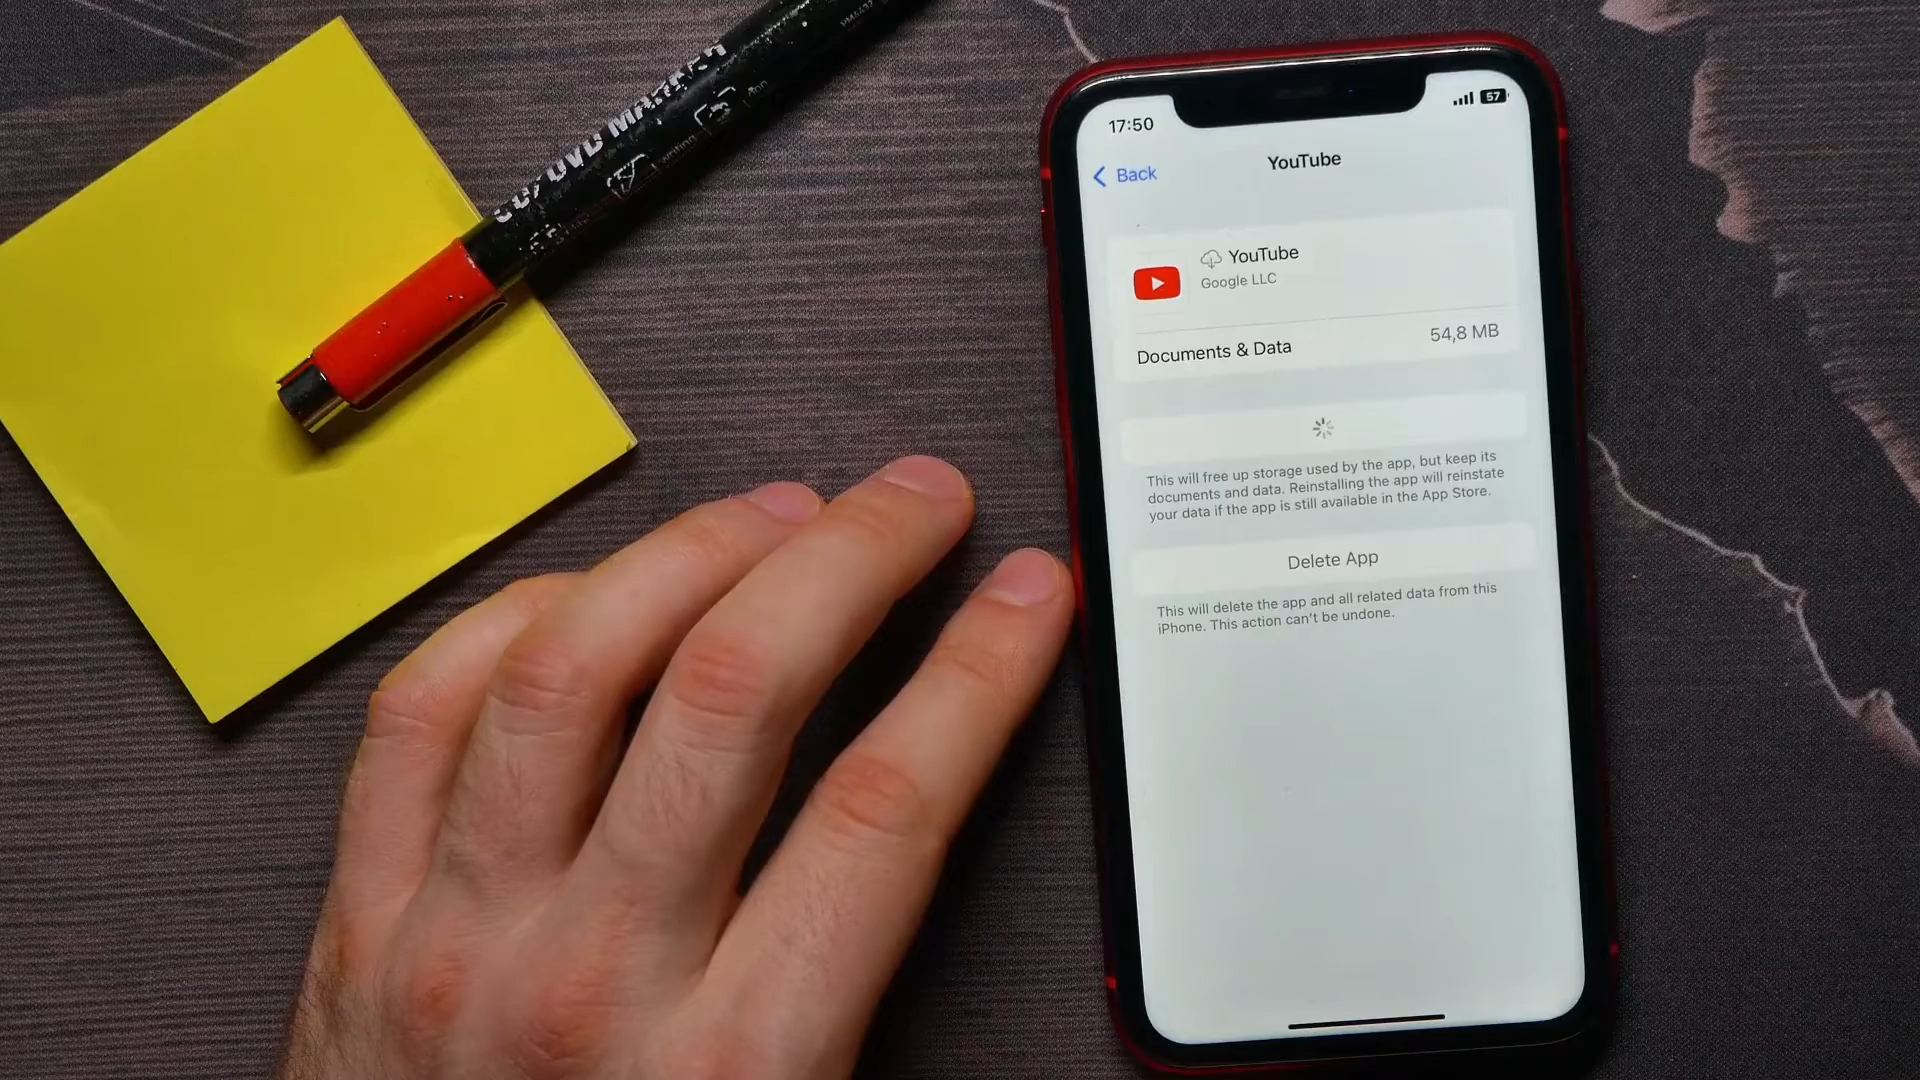 CD/DVD MARKER
17:50
57
Back
YouTube
YouTube
Google LLC
Documents & Data
54,8 MB
This will free up storage used by the app, but keep its
documents and data. Reinstalling the app will reinstate
your data if the app is still available in the App Store.
Delete App
This will delete the app and all related data from this
iPhone. This action can't be undone.